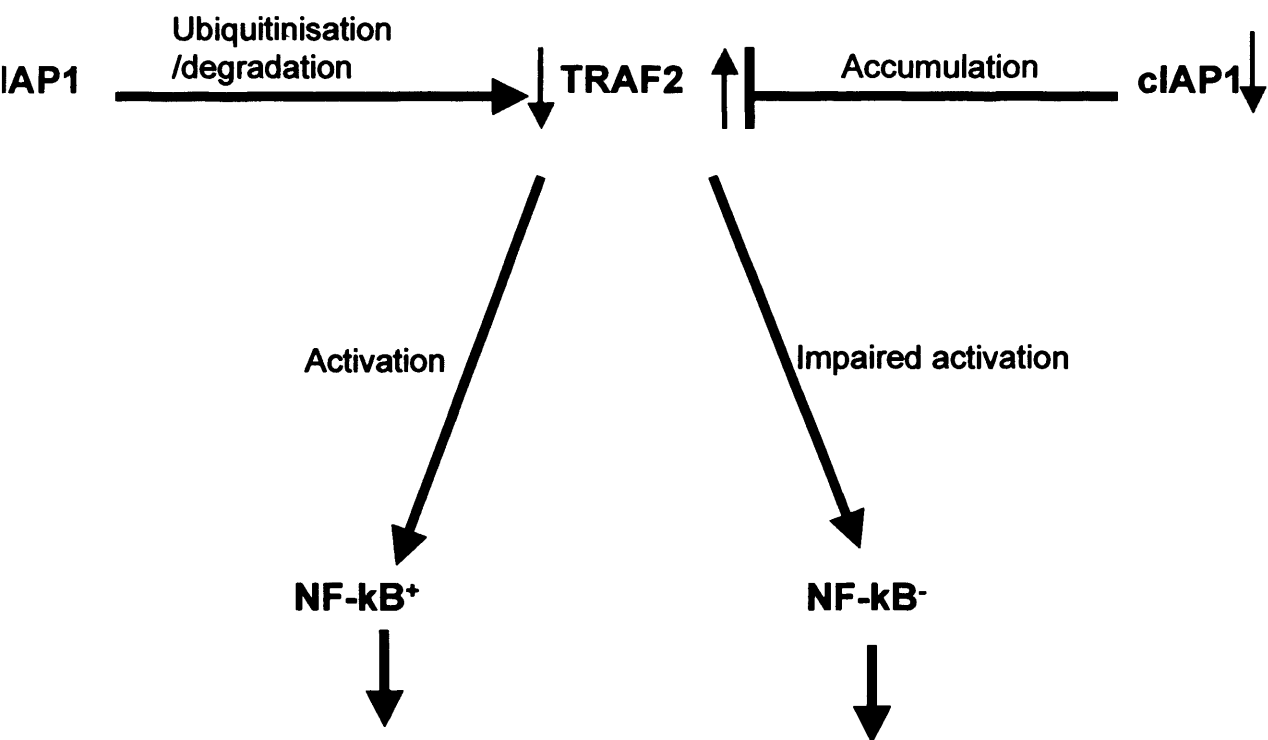 Ubiquitinisation
/degradation
IAP1
TRAF2
Accumulation
cIAP1
Activation
Impaired activation
NF-kB⁺
NF-kB⁻